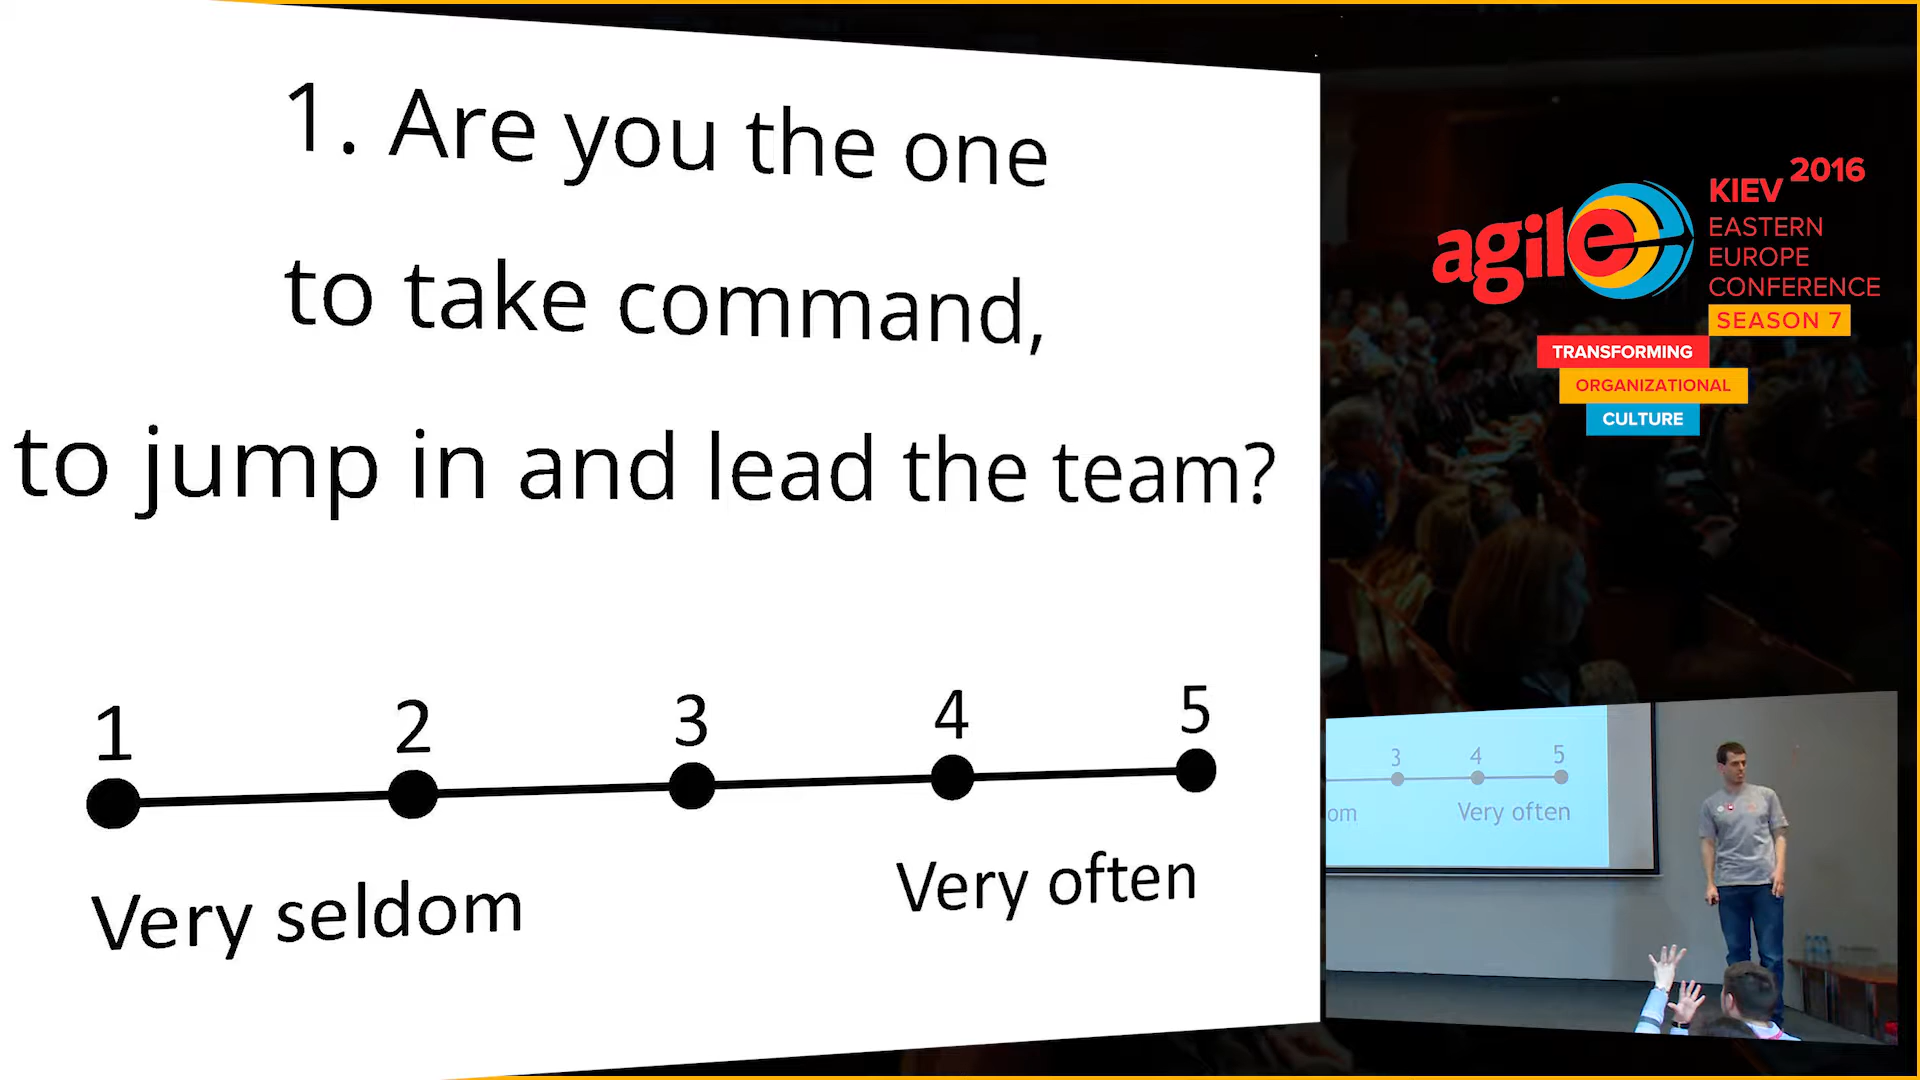 1. Are you the one
to take command,
to jump in and lead the team?
1 2 3 4 5
Very seldom Very often
agile
KIEV 2016
EASTERN
EUROPE
CONFERENCE
SEASON 7
TRANSFORMING
ORGANIZATIONAL
CULTURE
3 4 5
om Very often